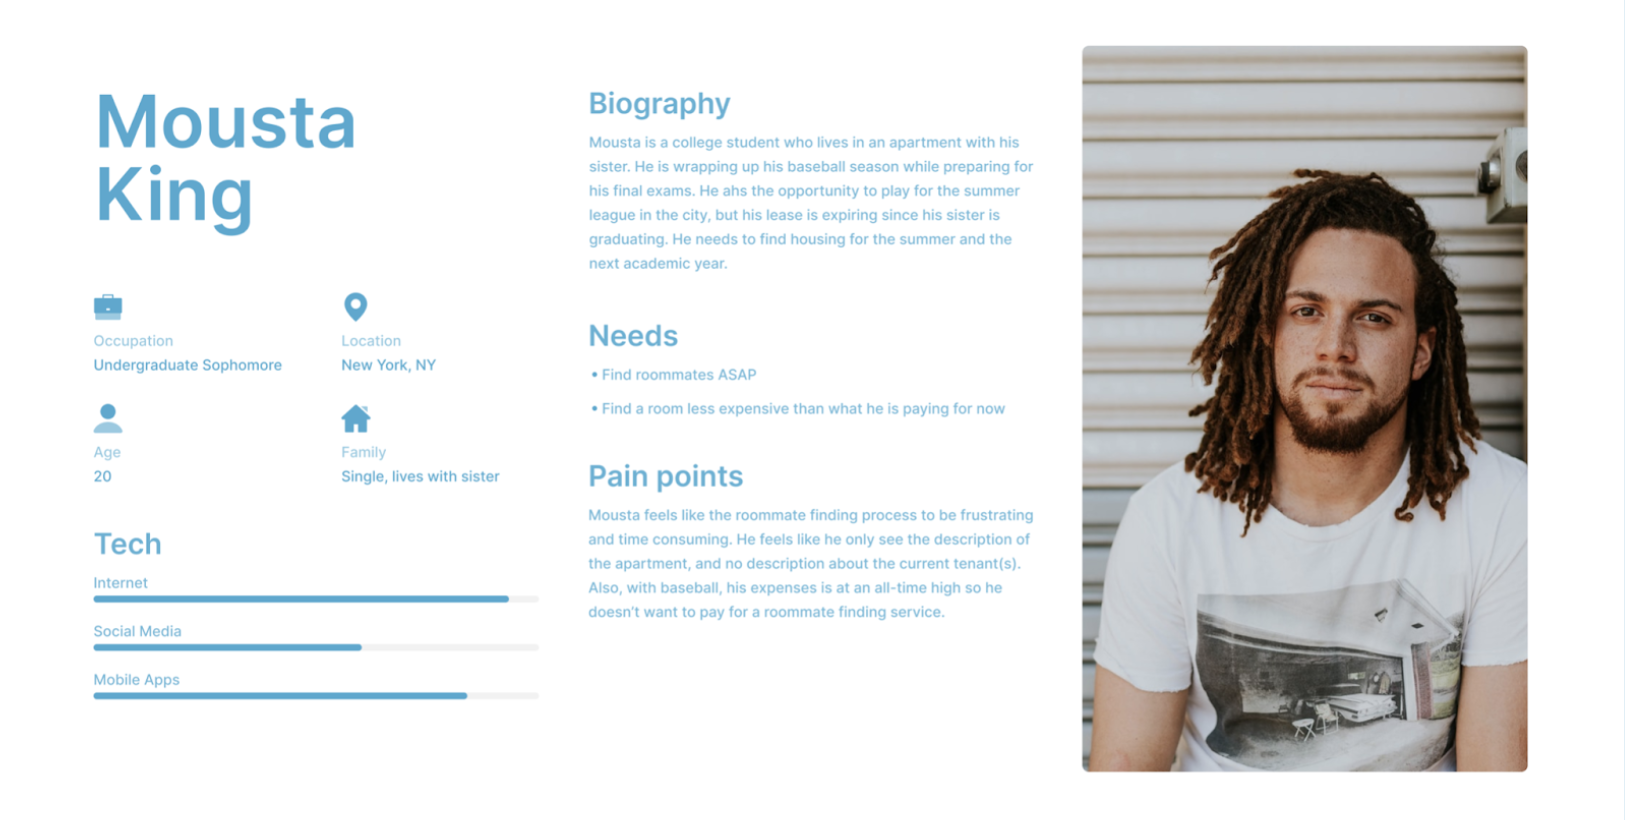 Mousta
King
Occupation
Undergraduate Sophomore
Location
New York, NY
Age
20
Family
Single, lives with sister
Tech
Internet
Social Media
Mobile Apps
Biography
Mousta is a college student who lives in an apartment with his
sister. He is wrapping up his baseball season while preparing for
his final exams. He ahs the opportunity to play for the summer
league in the city, but his lease is expiring since his sister is
graduating. He needs to find housing for the summer and the
next academic year.
Needs
• Find roommates ASAP
• Find a room less expensive than what he is paying for now
Pain points
Mousta feels like the roommate finding process to be frustrating
and time consuming. He feels like he only see the description of
the apartment, and no description about the current tenant(s).
Also, with baseball, his expenses is at an all-time high so he
doesn't want to pay for a roommate finding service.